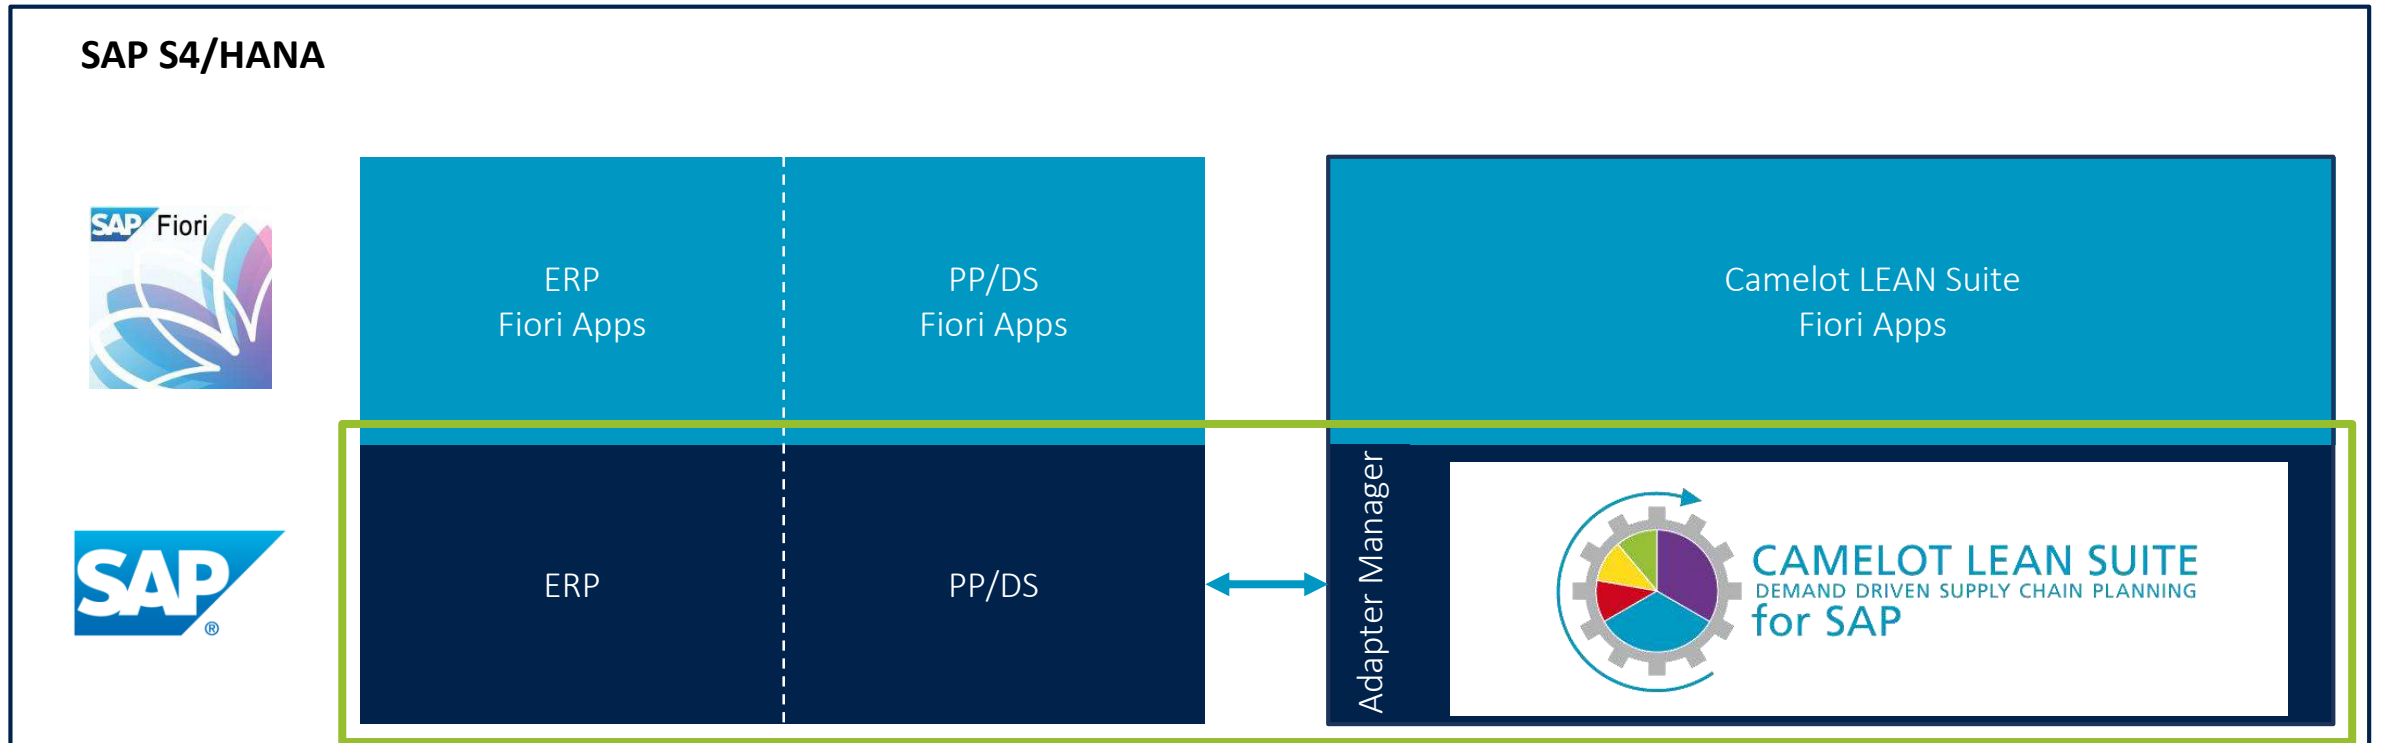 SAP S4/HANA
SAP Fiori
ERP
Fiori Apps
PP/DS
Fiori Apps
Camelot LEAN Suite
Fiori Apps
SAP
®
ERP
PP/DS
Adapter Manager
CAMELOT LEAN SUITE
DEMAND DRIVEN SUPPLY CHAIN PLANNING
for SAP